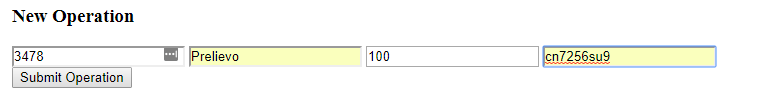 New Operation
3478 Prelievo 100 cn7256su9
Submit Operation